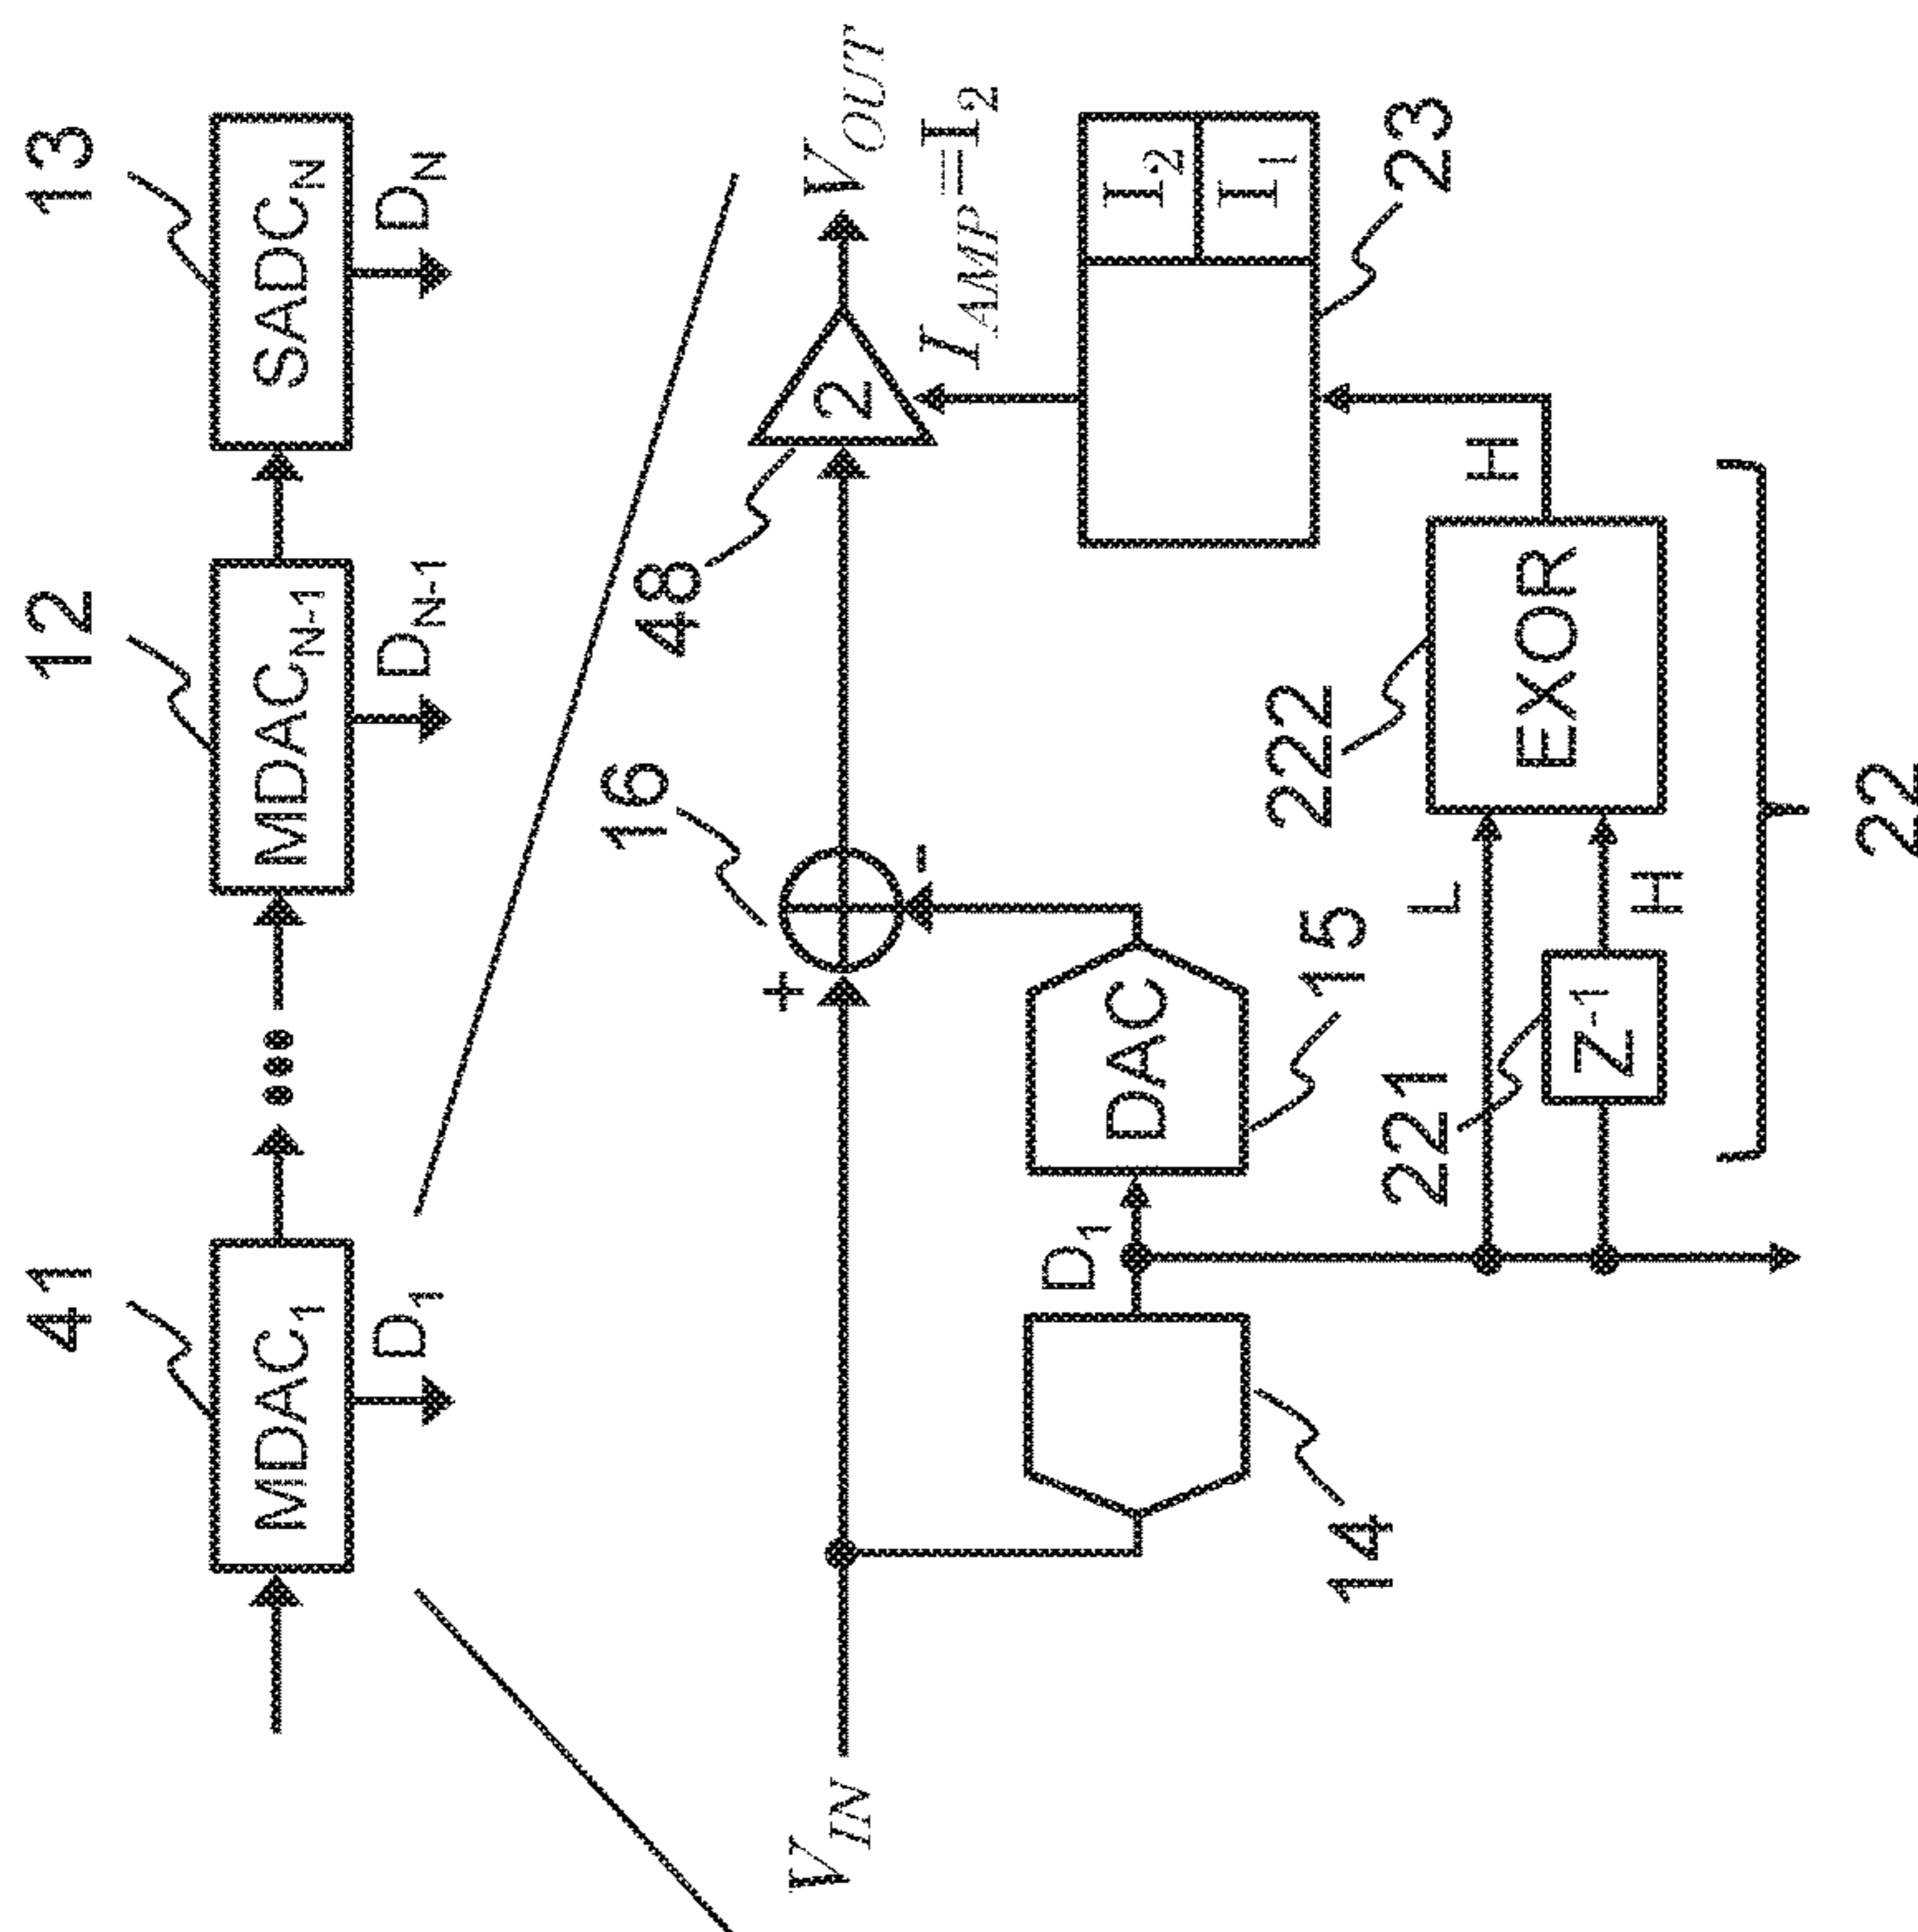 41
12
13
MDAC1
MDACN-1
SADCN
D1
DN-1
DN
VIN
+
16
-
48
2
VOUT
IAMP=I2
D1
DAC
14
15
I2
I1
23
221
Z-1
L
H
222
EXOR
H
22